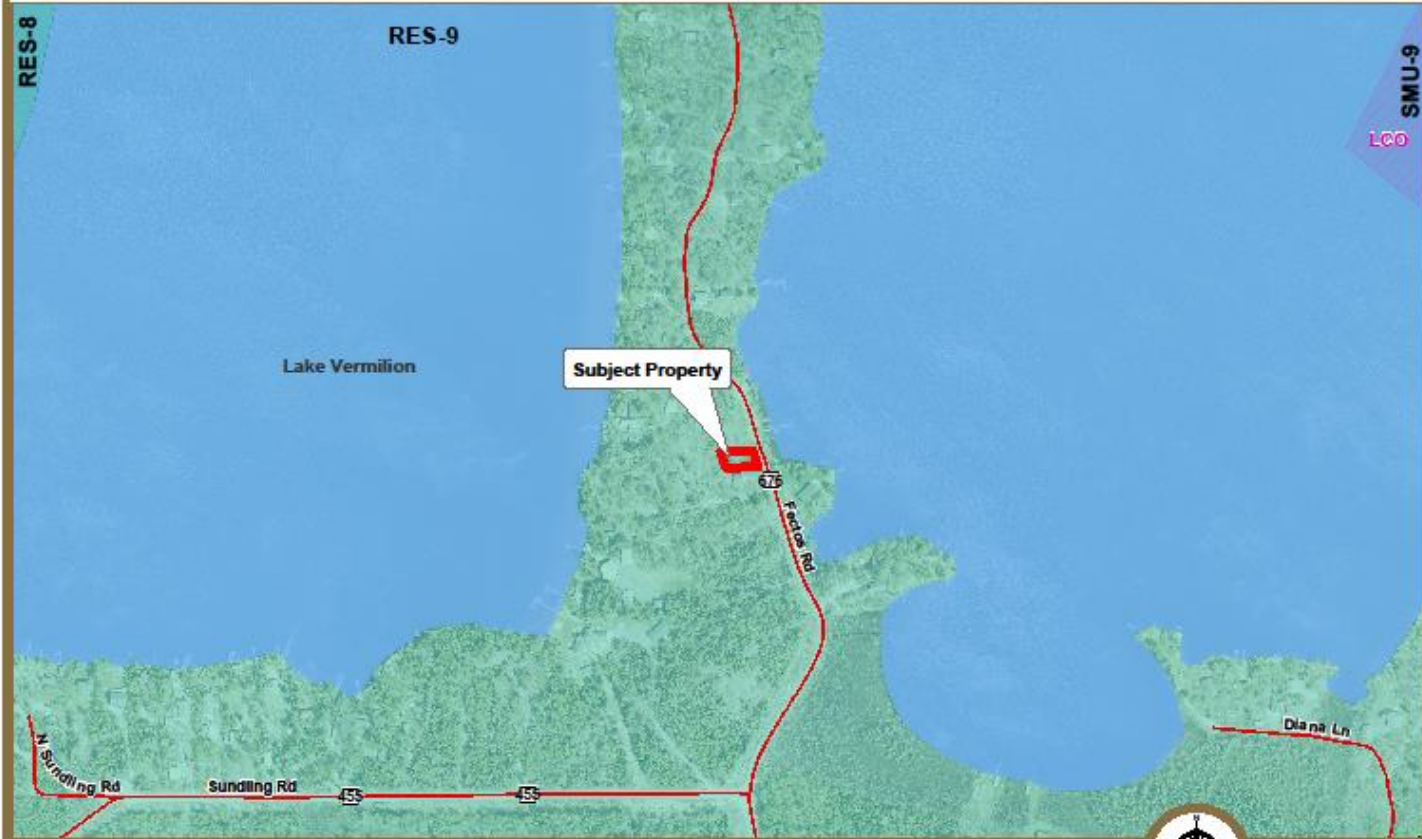 RES-8
RES-9
SMU-9
LCO
Lake Vermilion
Subject Property
676
Fectos Rd
N Sundling Rd
Sundling Rd
455
455
Diana Ln
N